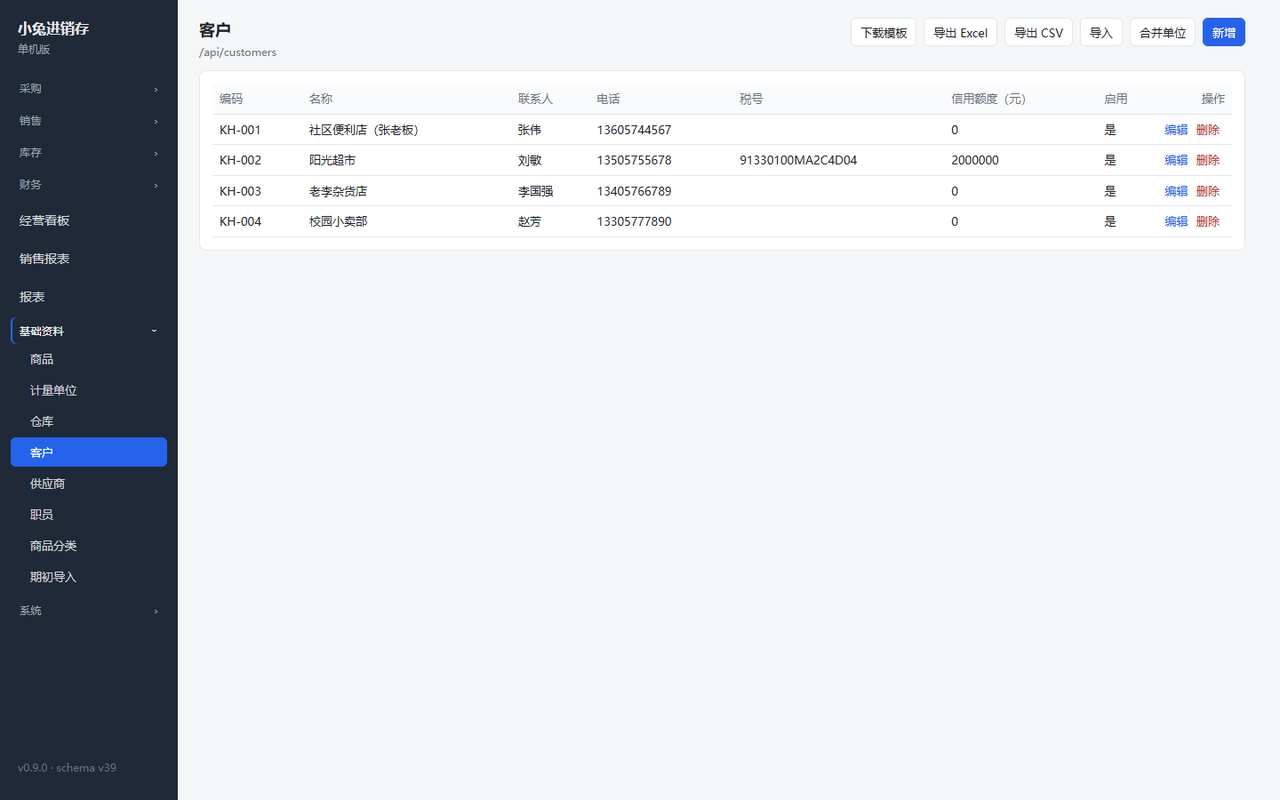 小兔进销存
单机版
采购
销售
库存
财务
经营看板
销售报表
报表
基础资料
商品
计量单位
仓库
客户
供应商
职员
商品分类
期初导入
系统
v0.9.0 · schema v39
客户
/api/customers
下载模板 导出 Excel 导出 CSV 导入 合并单位 新增
编码 名称 联系人 电话 税号 信用额度（元） 启用 操作
KH-001 社区便利店（张老板） 张伟 13605744567 0 是 编辑 删除
KH-002 阳光超市 刘敏 13505755678 91330100MA2C4D04 2000000 是 编辑 删除
KH-003 老李杂货店 李国强 13405766789 0 是 编辑 删除
KH-004 校园小卖部 赵芳 13305777890 0 是 编辑 删除